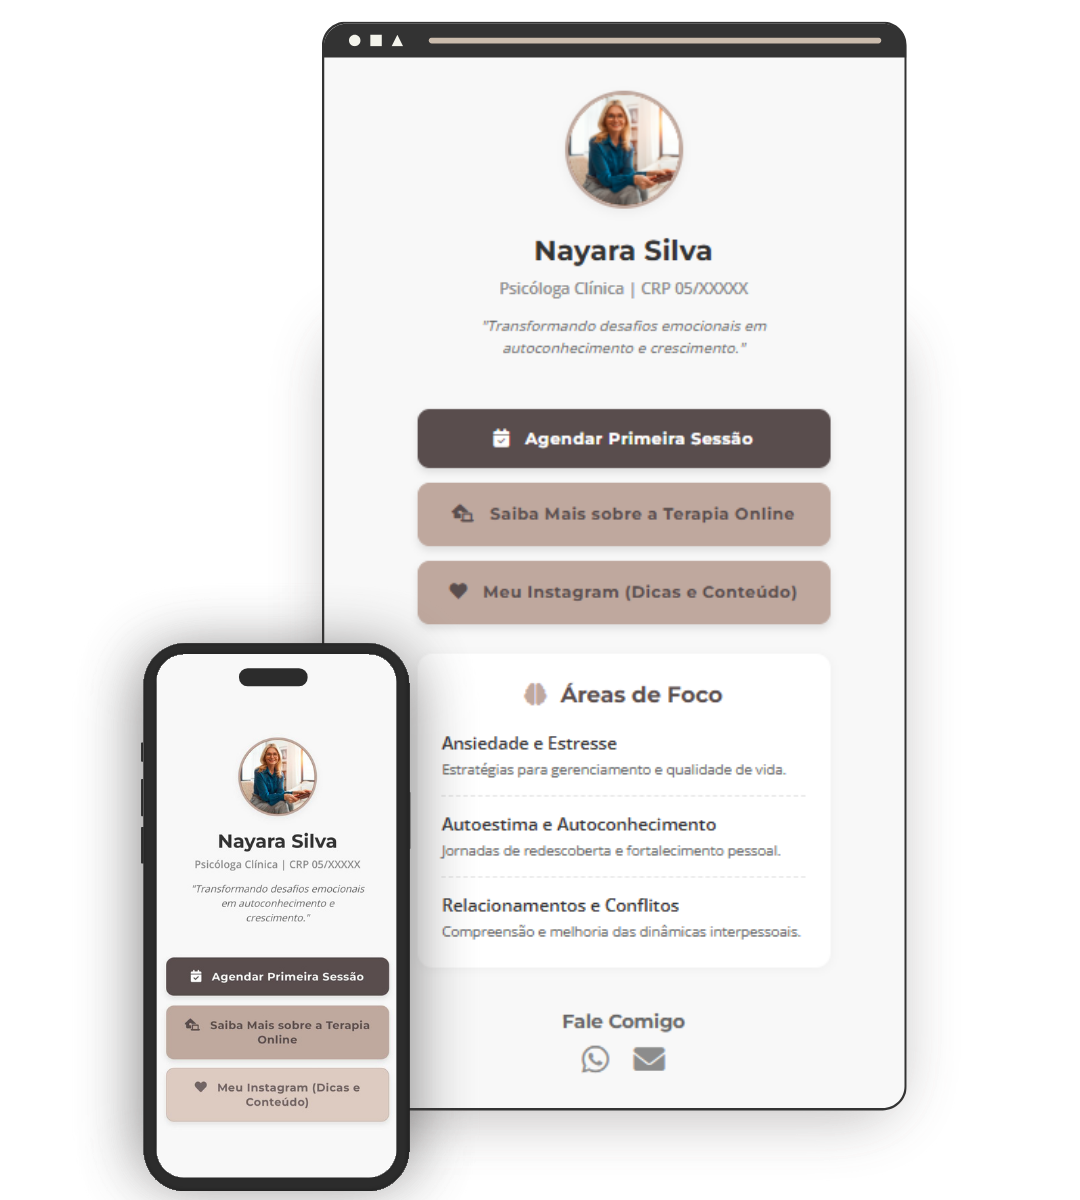 Nayara Silva
Psicóloga Clínica | CRP 05/XXXXX
"Transformando desafios emocionais em
autoconhecimento e crescimento."
Agendar Primeira Sessão
Saiba Mais sobre a Terapia Online
Meu Instagram (Dicas e Conteúdo)
Áreas de Foco
Ansiedade e Estresse
Estratégias para gerenciamento e qualidade de vida.
Autoestima e Autoconhecimento
Jornadas de redescoberta e fortalecimento pessoal.
Relacionamentos e Conflitos
Compreensão e melhoria das dinâmicas interpessoais.
Fale Comigo
Nayara Silva
Psicóloga Clínica | CRP 05/XXXXX
"Transformando desafios emocionais
em autoconhecimento e
crescimento."
Agendar Primeira Sessão
Saiba Mais sobre a Terapia
Online
Meu Instagram (Dicas e
Conteúdo)